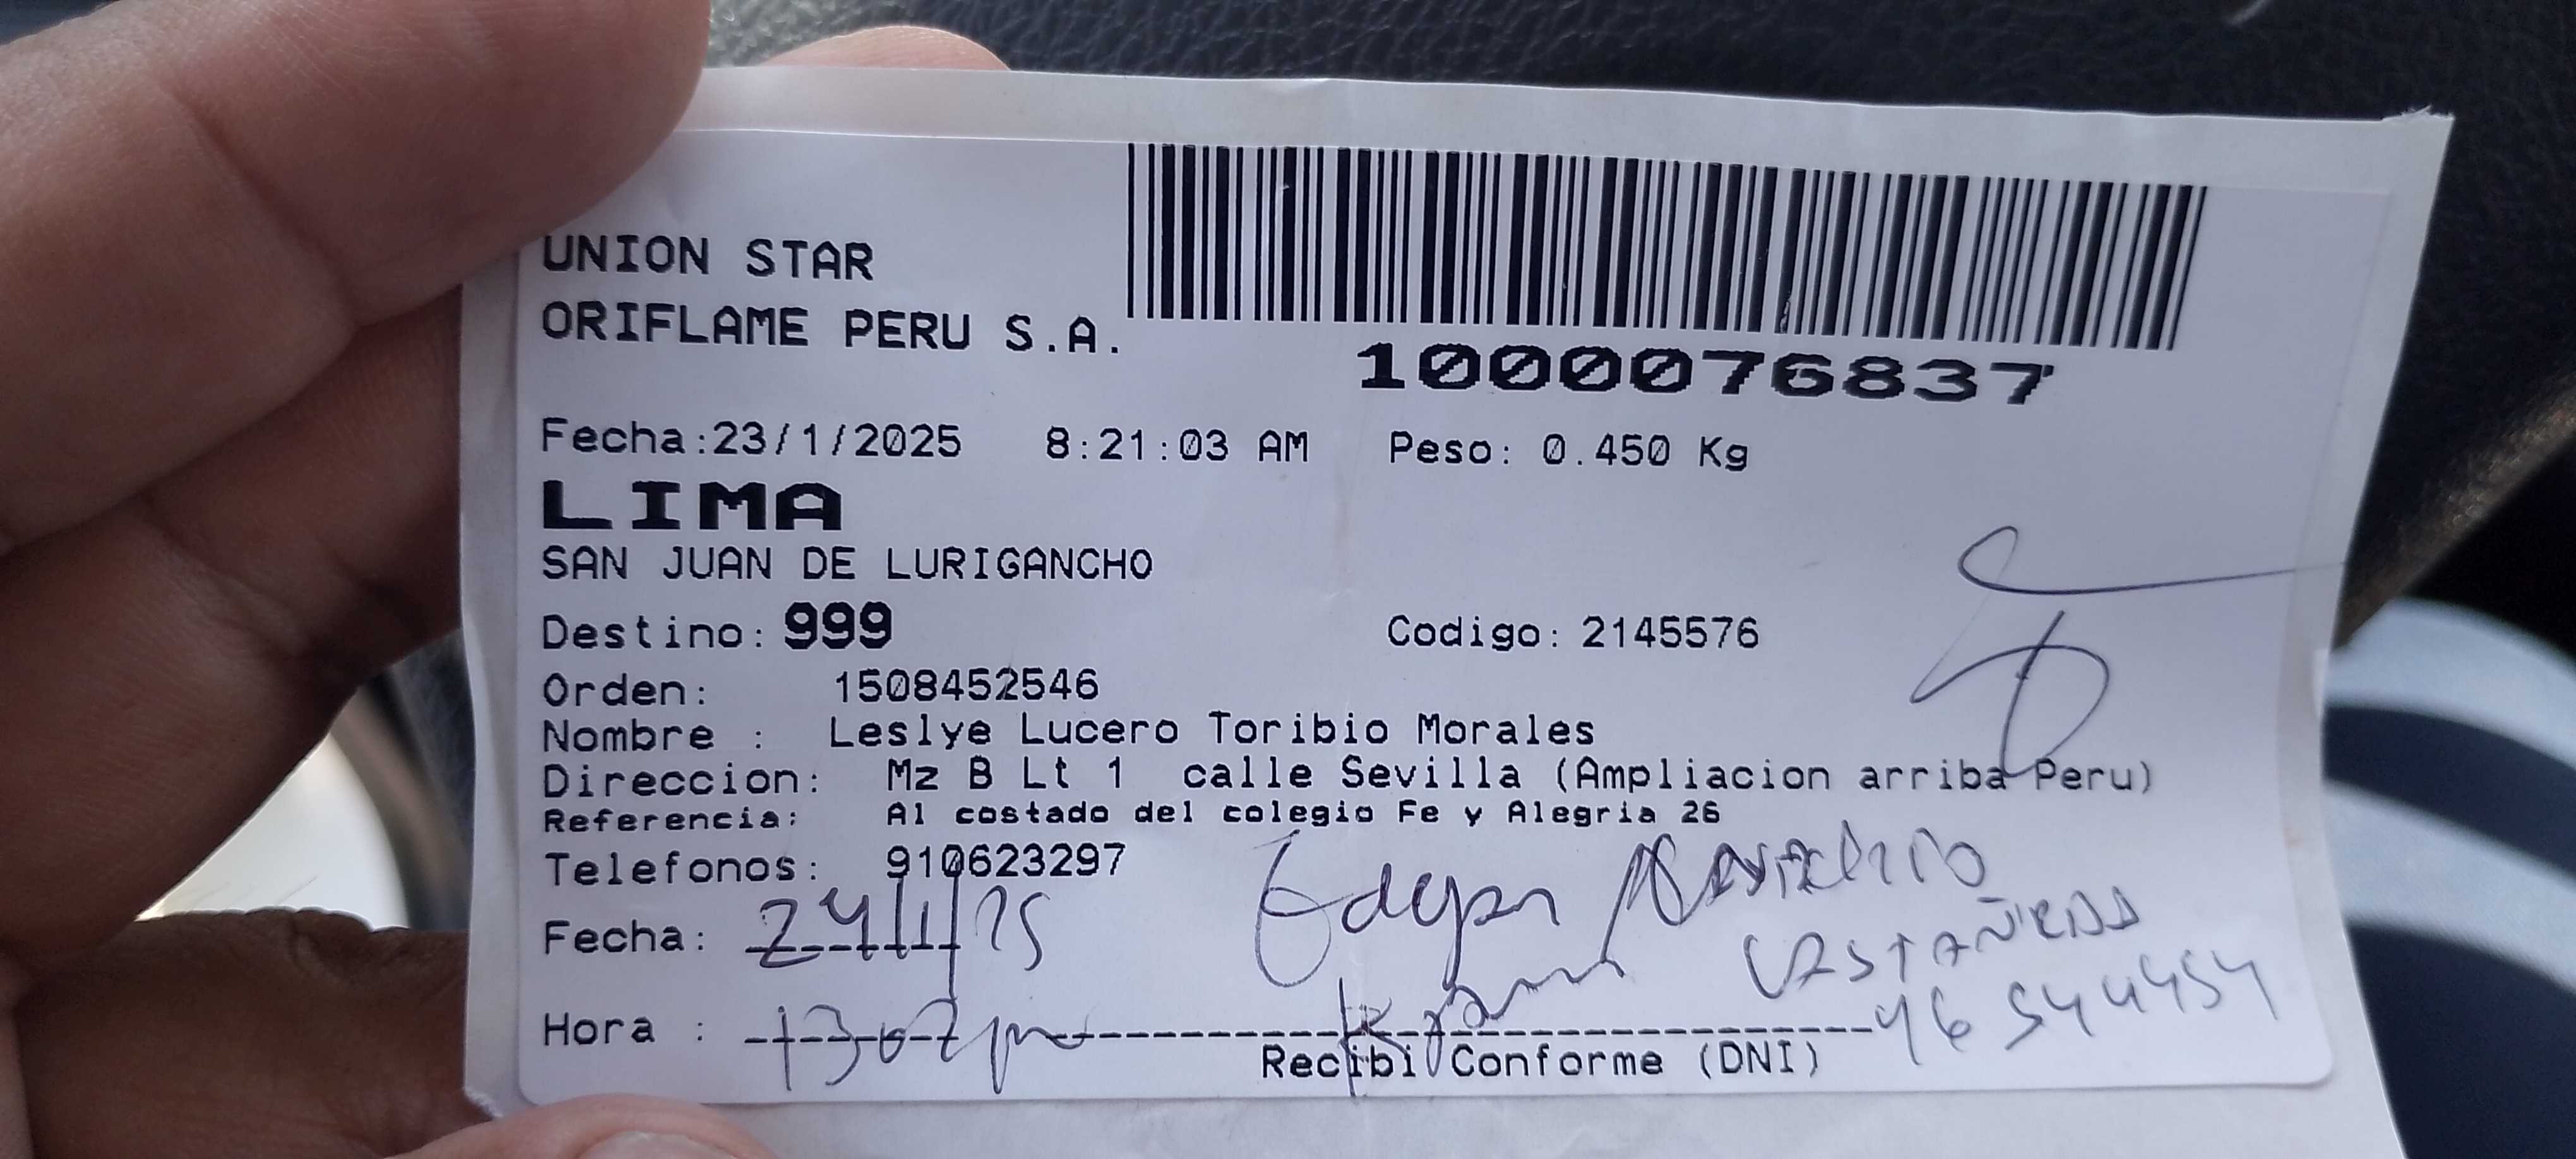 UNION STAR
ORIFLAME PERU S.A.
1000076837
Fecha:23/1/2025 8:21:03 AM Peso: 0.450 Kg
LIMA
SAN JUAN DE LURIGANCHO
Destino: 999 Codigo: 2145576
Orden: 1508452546
Nombre : Leslye Lucero Toribio Morales
Direccion: Mz B Lt 1 calle Sevilla (Ampliacion arriba Peru)
Referencia: Al costado del colegio Fe y Alegria 26
Telefonos: 910623297
Fecha: 24/1/25
CASTAÑEDA
Hora :
Recibi Conforme (DNI)